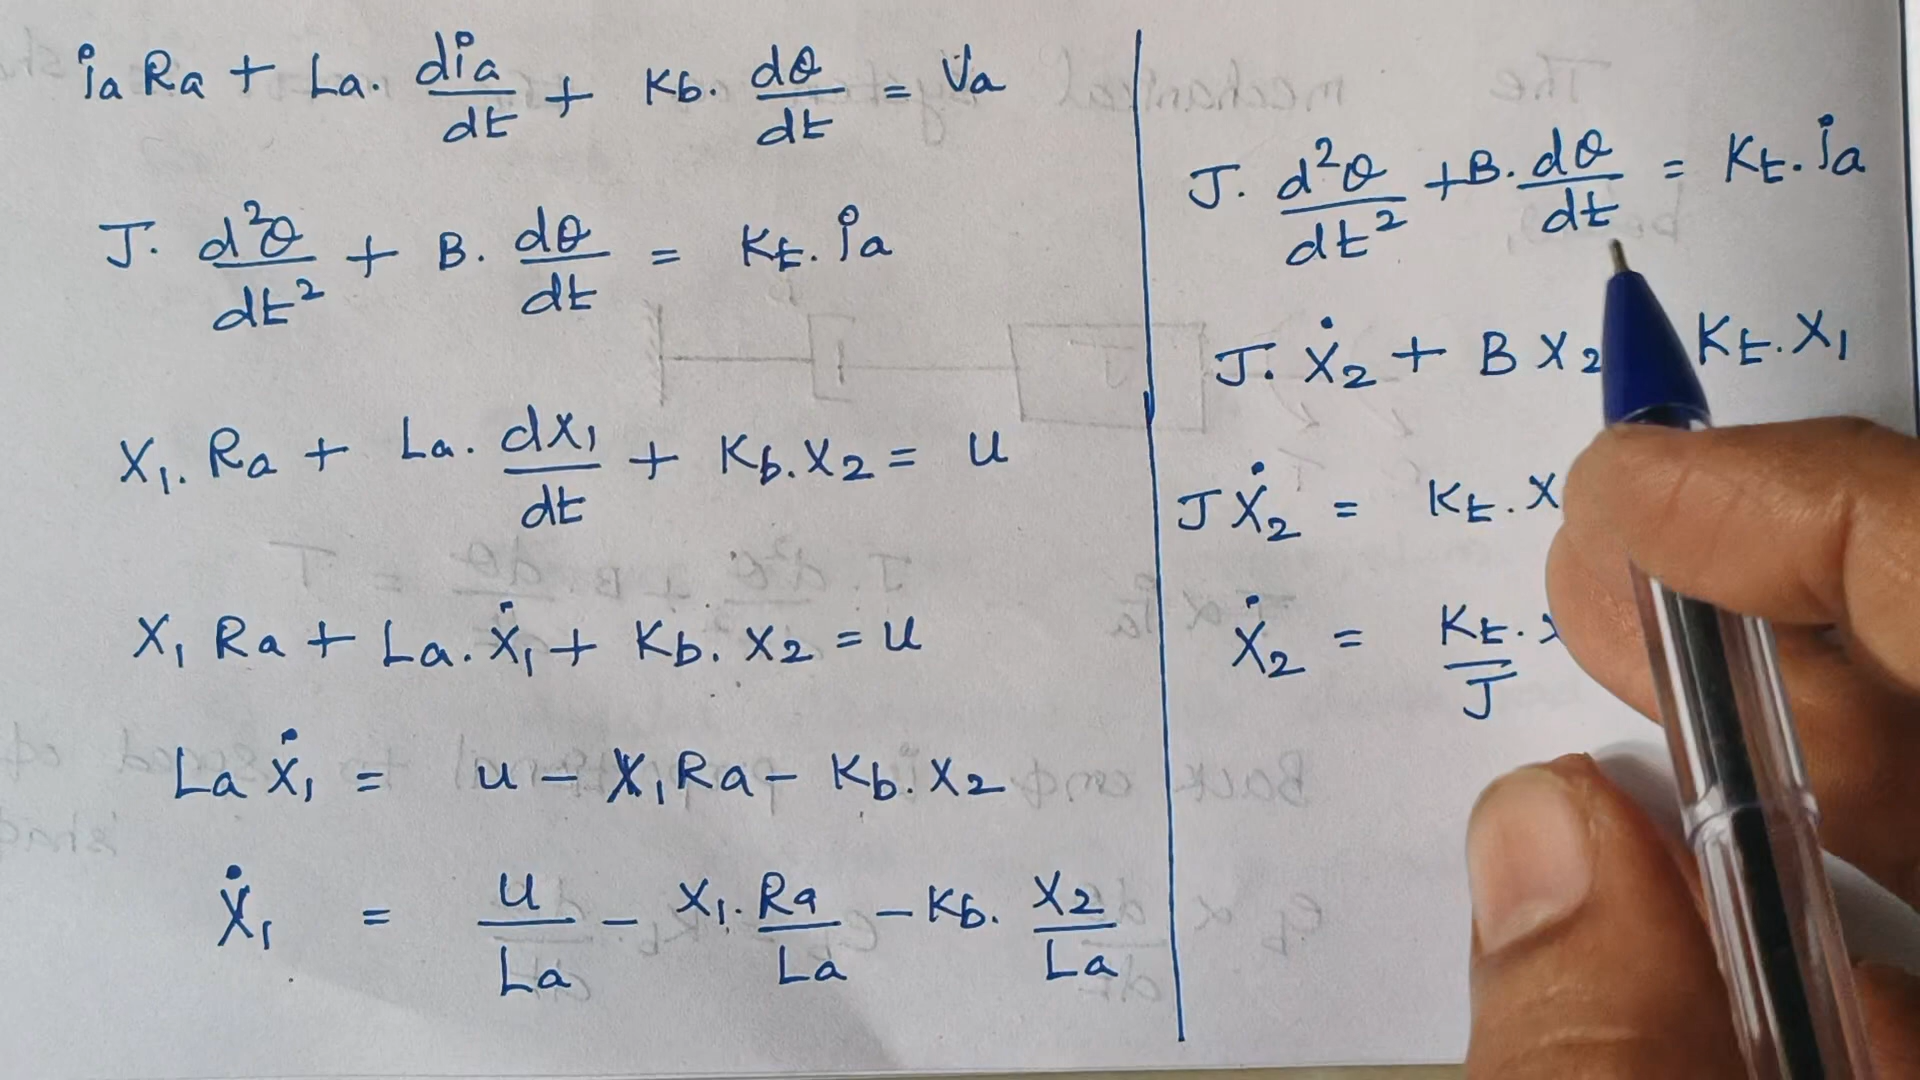 ia Ra + La. dia/dt + Kb. dθ/dt = Va
J. d²θ/dt² + B. dθ/dt = Kt. ia
X₁. Ra + La. dX₁/dt + Kb. X₂ = u
X₁ Ra + La. Ẋ₁ + Kb. X₂ = u
La Ẋ₁ = u - X₁ Ra - Kb. X₂
Ẋ₁ = u/La - X₁. Ra/La - Kb. X₂/La
J. d²θ/dt² + B. dθ/dt = Kt. ia
J. Ẋ₂ + B X₂ Kt. X₁
J Ẋ₂ = Kt. X
Ẋ₂ = Kt/J .